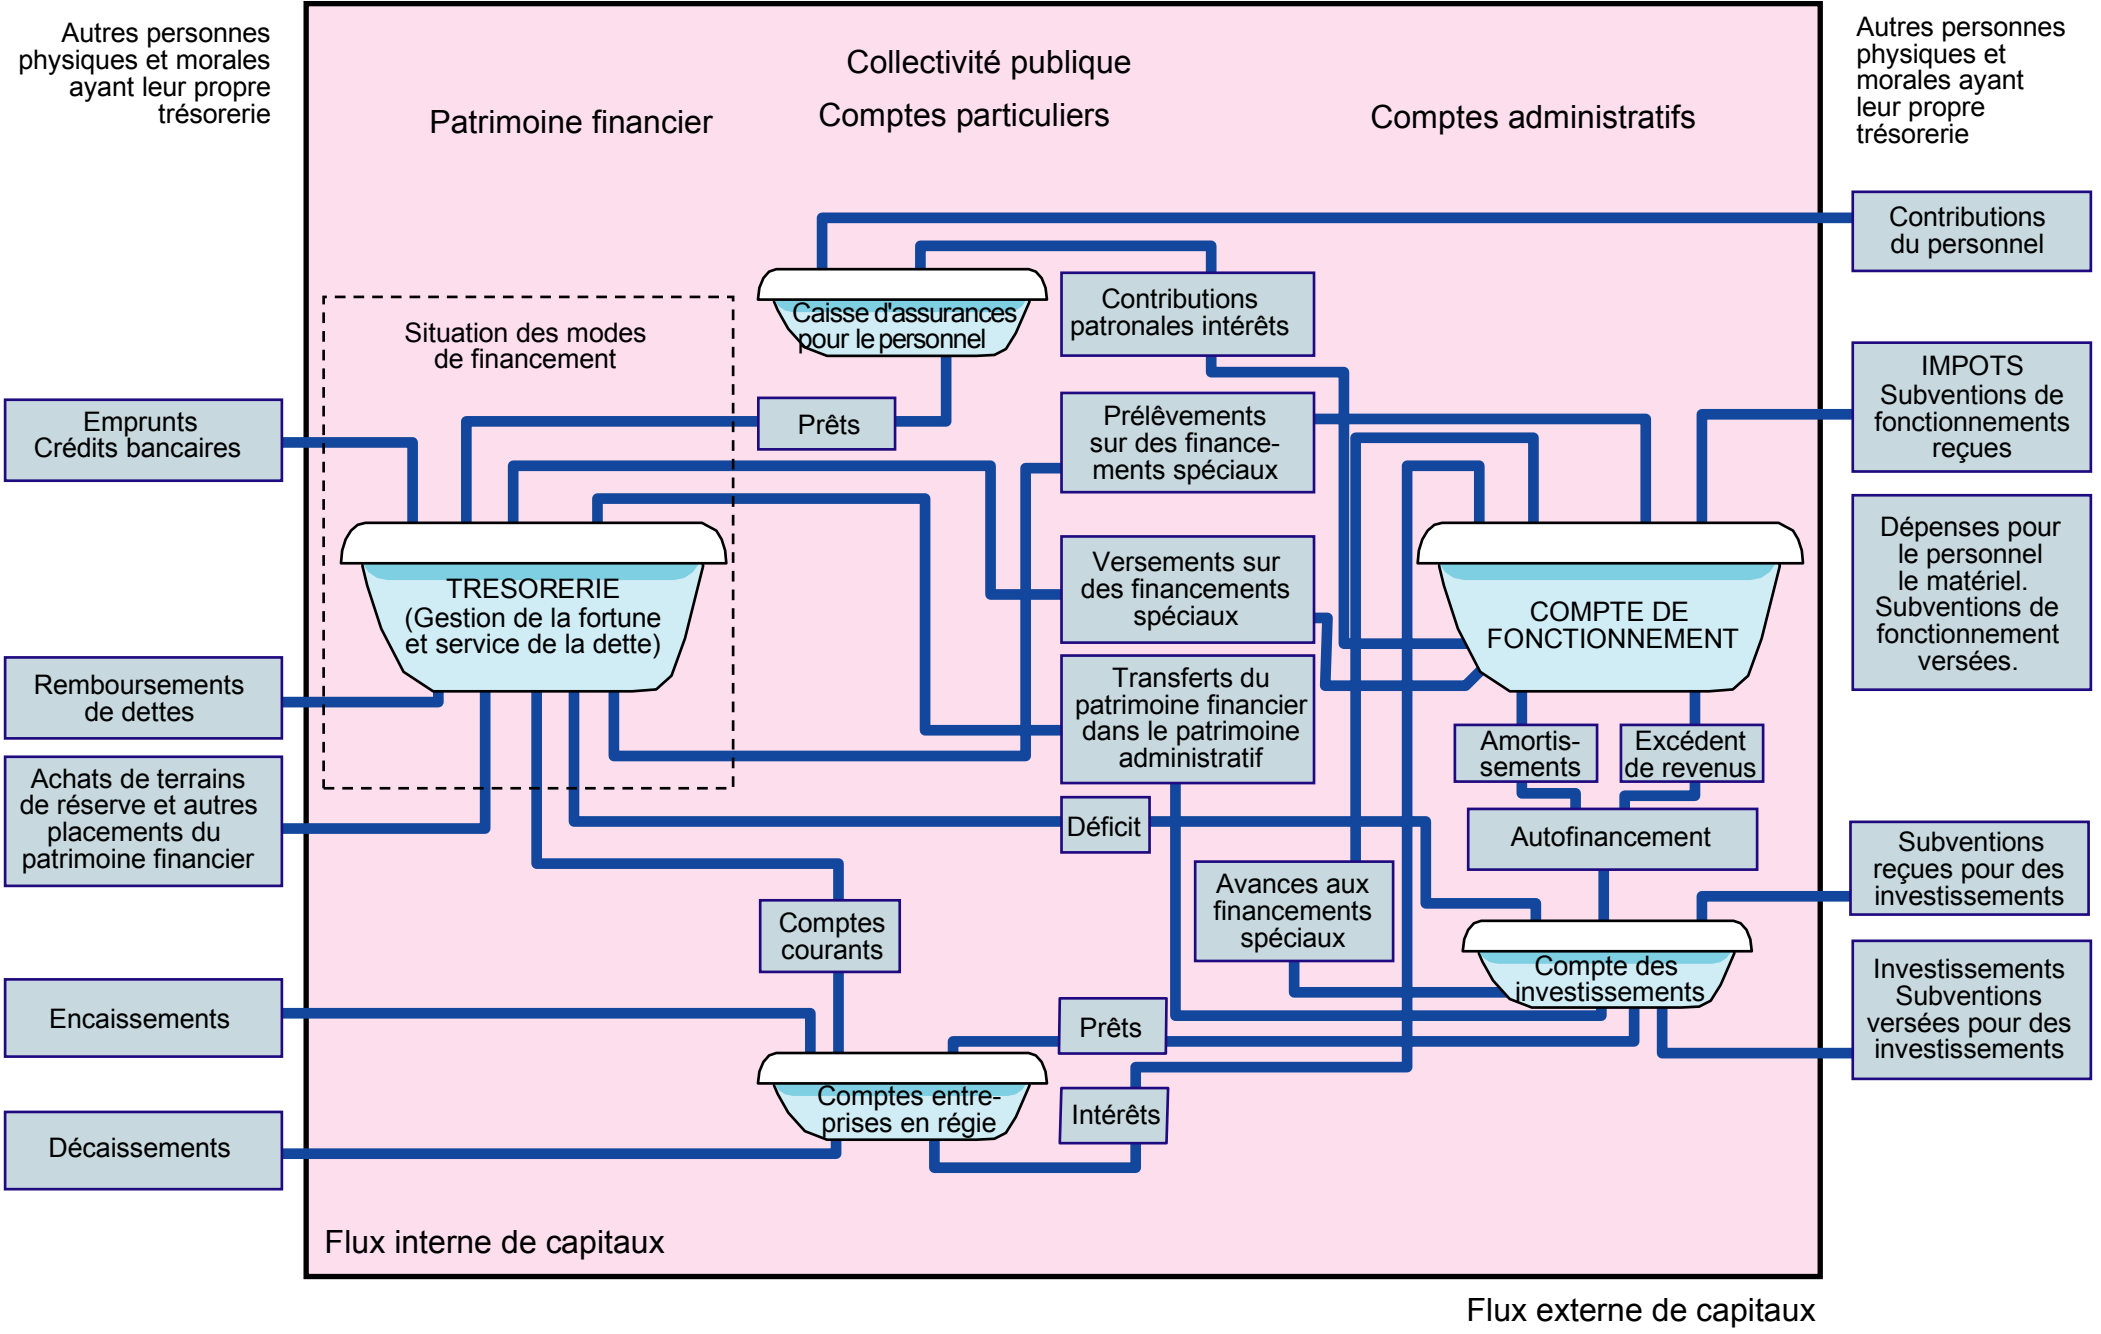 Autres personnes
physiques et morales
ayant leur propre
trésorerie
Collectivité publique
Patrimoine financier
Comptes particuliers
Comptes administratifs
Autres personnes
physiques et
morales ayant
leur propre
trésorerie
Contributions
du personnel
Caisse d'assurances
pour le personnel
Contributions
patronales intérêts
Situation des modes
de financement
IMPOTS
Subventions de
fonctionnements
reçues
Emprunts
Crédits bancaires
Prêts
Prélêvements
sur des finance-
ments spéciaux
Dépenses pour
le personnel
le matériel.
Subventions de
fonctionnement
versées.
TRESORERIE
(Gestion de la fortune
et service de la dette)
Versements sur
des financements
spéciaux
COMPTE DE
FONCTIONNEMENT
Remboursements
de dettes
Transferts du
patrimoine financier
dans le patrimoine
administratif
Amortis-
sements
Excédent
de revenus
Achats de terrains
de réserve et autres
placements du
patrimoine financier
Déficit
Autofinancement
Subventions
reçues pour des
investissements
Avances aux
financements
spéciaux
Comptes
courants
Compte des
investissements
Investissements
Subventions
versées pour des
investissements
Encaissements
Prêts
Comptes entre-
prises en régie
Intérêts
Décaissements
Flux interne de capitaux
Flux externe de capitaux